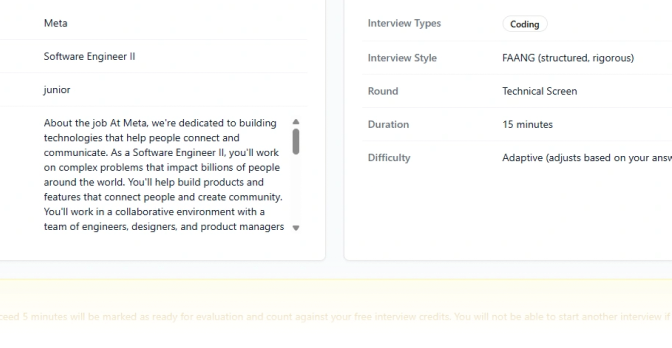 Meta
Software Engineer II
junior
About the job At Meta, we're dedicated to building
technologies that help people connect and
communicate. As a Software Engineer II, you'll work
on complex problems that impact billions of people
around the world. You'll help build products and
features that connect people and create community.
You'll work in a collaborative environment with a
team of engineers, designers, and product managers
Interview Types
Coding
Interview Style
FAANG (structured, rigorous)
Round
Technical Screen
Duration
15 minutes
Difficulty
Adaptive (adjusts based on your
5 minutes will be marked as ready for evaluation and count against your free interview credits. You will not be able to start another interview if